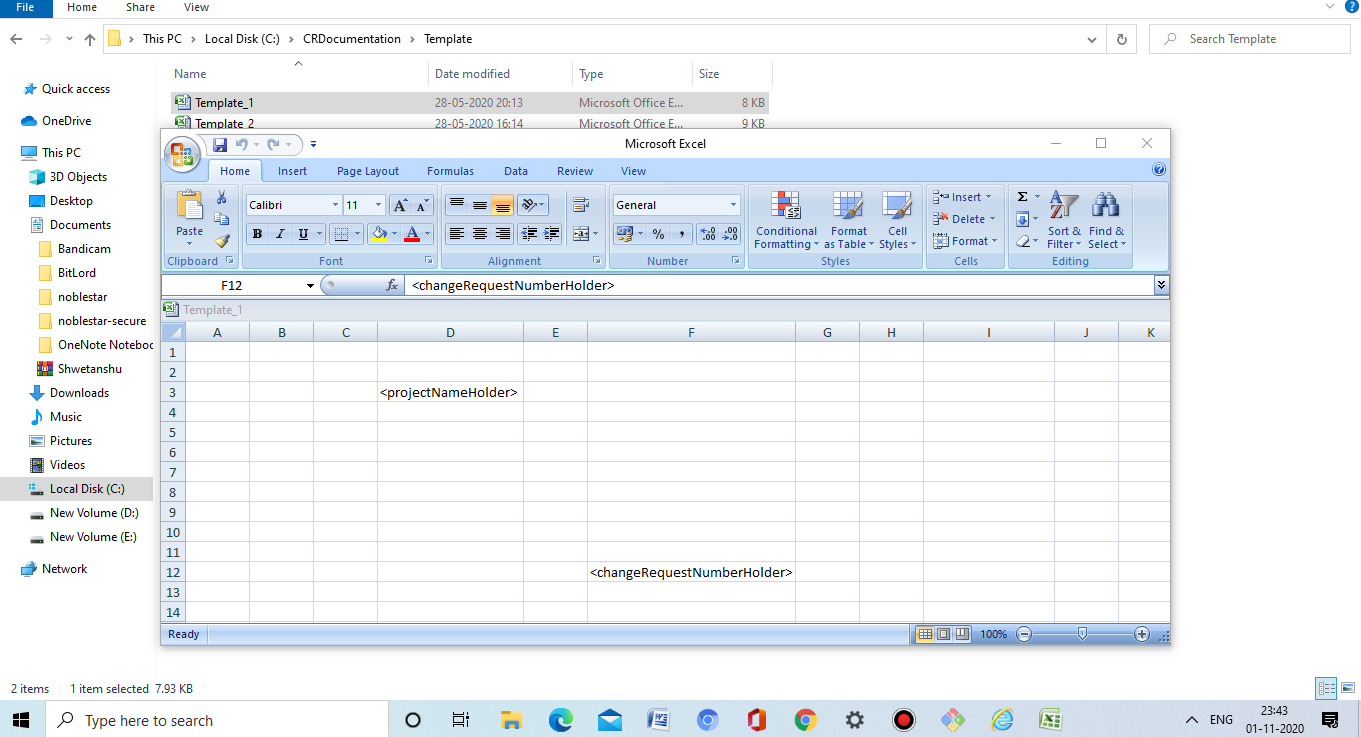 File Home Share View
This PC > Local Disk (C:) > CRDocumentation > Template
Search Template
Name Date modified Type Size
Template_1 28-05-2020 20:13 Microsoft Office E... 8 KB
Template_2 28-05-2020 16:14 Microsoft Office E... 9 KB
Quick access
OneDrive
This PC
3D Objects
Desktop
Documents
Bandicam
BitLord
noblestar
noblestar-secure
OneNote Noteboo
Shwetanshu
Downloads
Music
Pictures
Videos
Local Disk (C:)
New Volume (D:)
New Volume (E:)
Network
Microsoft Excel
Home Insert Page Layout Formulas Data Review View
Paste
Clipboard
Calibri 11
B I U
Font
Alignment
General
% ,
Number
Conditional Formatting
Format as Table
Cell Styles
Styles
Insert
Delete
Format
Cells
Σ
Sort & Filter
Find & Select
Editing
F12 fx <changeRequestNumberHolder>
Template_1
A B C D E F G H I J K
1
2
3 <projectNameHolder>
4
5
6
7
8
9
10
11
12 <changeRequestNumberHolder>
13
14
Ready 100%
2 items 1 item selected 7.93 KB
Type here to search
ENG
23:43
01-11-2020